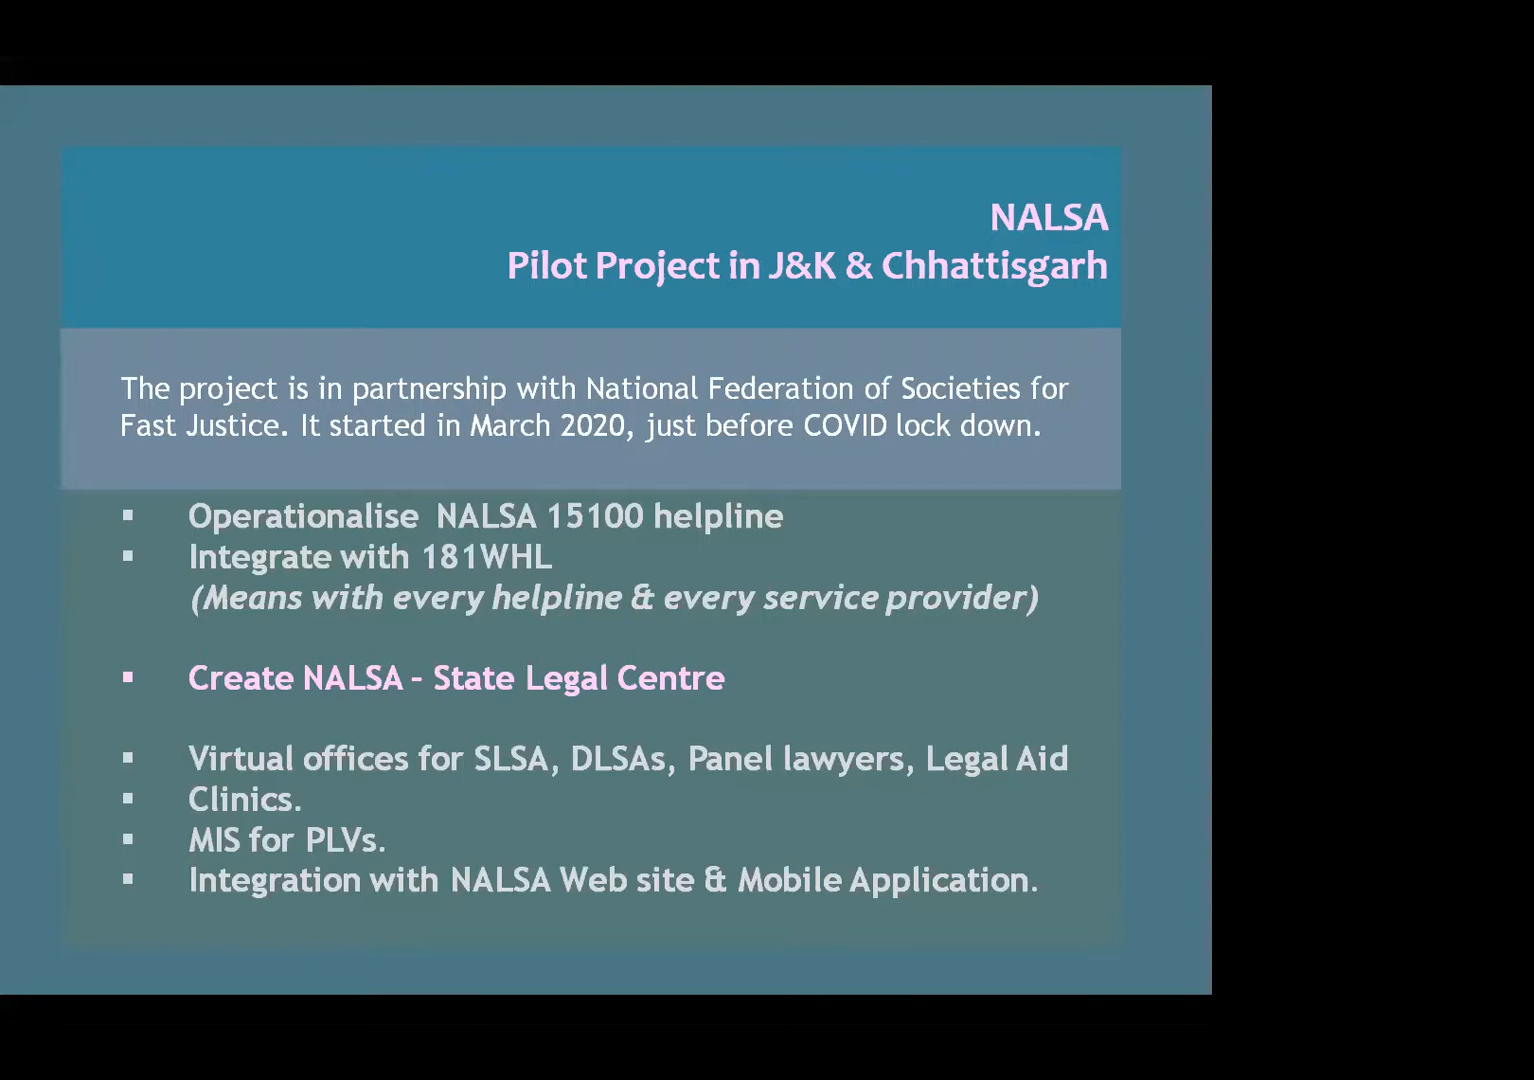 NALSA
Pilot Project in J&K & Chhattisgarh
The project is in partnership with National Federation of Societies for
Fast Justice. It started in March 2020, just before COVID lock down.
▪ Operationalise NALSA 15100 helpline
▪ Integrate with 181WHL
(Means with every helpline & every service provider)
▪ Create NALSA – State Legal Centre
▪ Virtual offices for SLSA, DLSAs, Panel lawyers, Legal Aid
▪ Clinics.
▪ MIS for PLVs.
▪ Integration with NALSA Web site & Mobile Application.